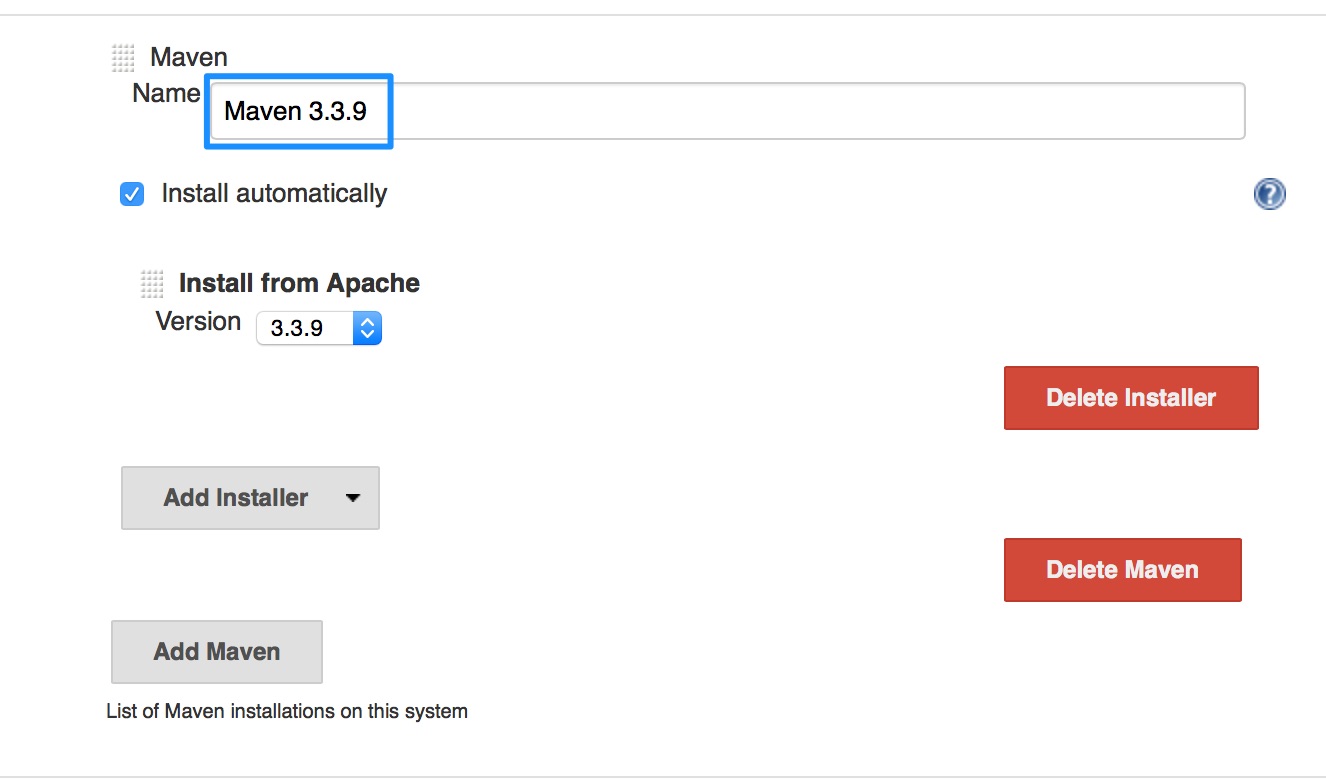 Maven
Name
Maven 3.3.9
Install automatically
Install from Apache
Version 3.3.9
Delete Installer
Add Installer
Delete Maven
Add Maven
List of Maven installations on this system